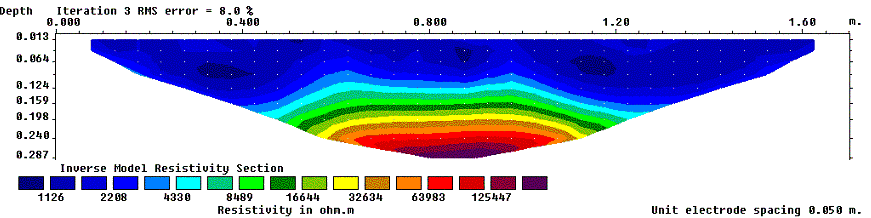 Depth Iteration 3 RMS error = 8.0 %
0.000 0.400 0.800 1.20 1.60 m.
0.013
0.064
0.124
0.159
0.198
0.240
0.287
Inverse Model Resistivity Section
1126 2208 4330 8489 16644 32634 63983 125447
Resistivity in ohm.m Unit electrode spacing 0.050 m.